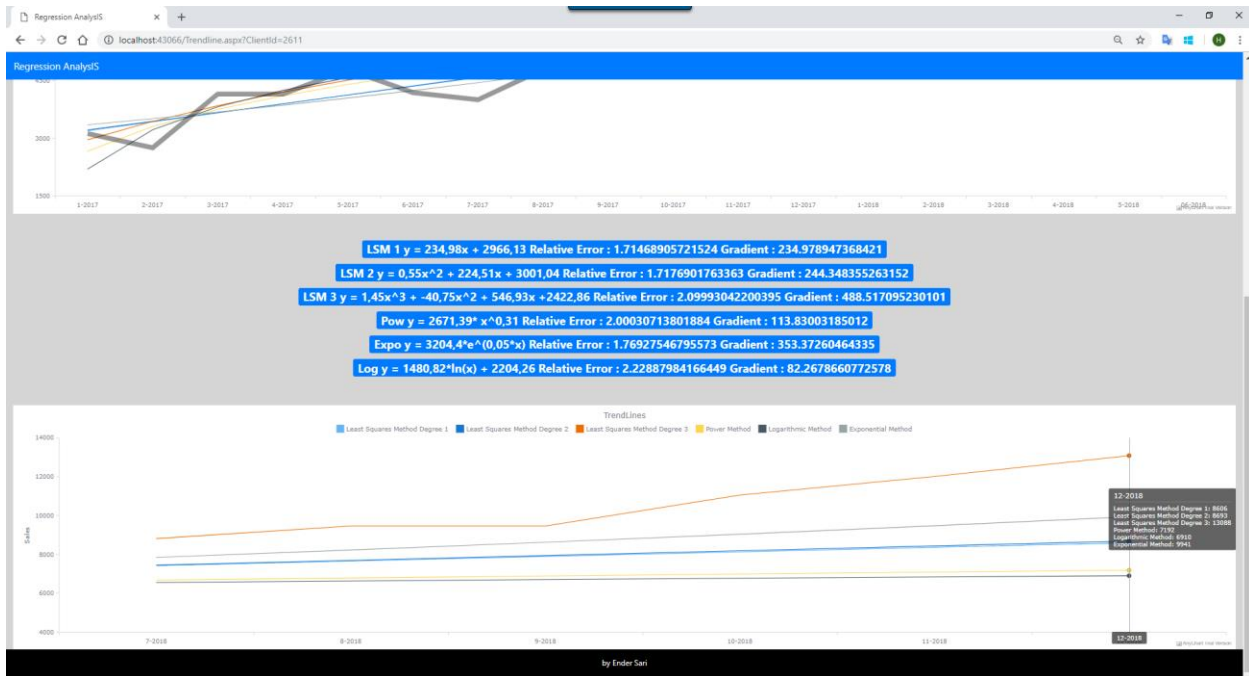 Regression AnalysIS
localhost:43066/Trendline.aspx?ClientId=2611
H
Regression AnalysIS
4500
3000
1500
1-2017 2-2017 3-2017 4-2017 5-2017 6-2017 7-2017 8-2017 9-2017 10-2017 11-2017 12-2017 1-2018 2-2018 3-2018 4-2018 5-2018 06-2018
LSM 1 y = 234,98x + 2966,13 Relative Error : 1.71468905721524 Gradient : 234.978947368421
LSM 2 y = 0,55x^2 + 224,51x + 3001,04 Relative Error : 1.7176901763363 Gradient : 244.348355263152
LSM 3 y = 1,45x^3 + -40,75x^2 + 546,93x +2422,86 Relative Error : 2.09993042200395 Gradient : 488.517095230101
Pow y = 2671,39* x^0,31 Relative Error : 2.00030713801884 Gradient : 113.83003185012
Expo y = 3204,4*e^(0,05*x) Relative Error : 1.76927546795573 Gradient : 353.37260464335
Log y = 1480,82*ln(x) + 2204,26 Relative Error : 2.22887984166449 Gradient : 82.2678660772578
TrendLines
Least Squares Method Degree 1 Least Squares Method Degree 2 Least Squares Method Degree 3 Power Method Logarithmic Method Exponential Method
14000
12000
10000
8000
6000
4000
Sales
12-2018
Least Squares Method Degree 1: 8606
Least Squares Method Degree 2: 8693
Least Squares Method Degree 3: 13088
Power Method: 7192
Logarithmic Method: 6910
Exponential Method: 9941
7-2018 8-2018 9-2018 10-2018 11-2018 12-2018
AnyChart Trial Version
by Ender Sari